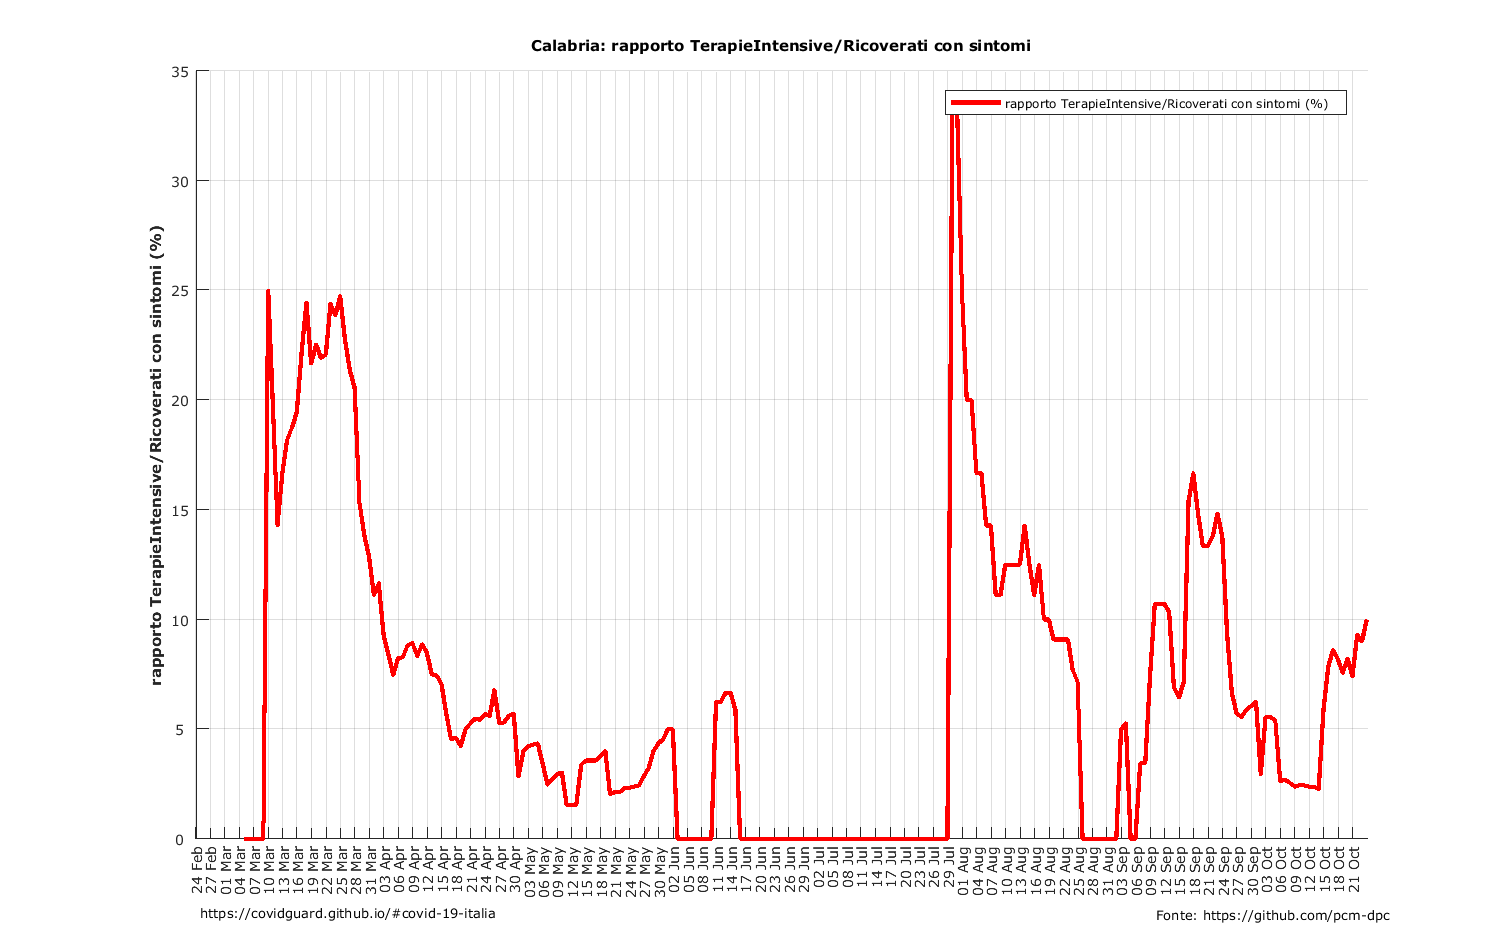 Calabria: rapporto TerapieIntensive/Ricoverati con sintomi
rapporto TerapieIntensive/Ricoverati con sintomi (%)
rapporto TerapieIntensive/Ricoverati con sintomi (%)
35
30
25
20
15
10
5
0
24 Feb
27 Feb
01 Mar
04 Mar
07 Mar
10 Mar
13 Mar
16 Mar
19 Mar
22 Mar
25 Mar
28 Mar
31 Mar
03 Apr
06 Apr
09 Apr
12 Apr
15 Apr
18 Apr
21 Apr
24 Apr
27 Apr
30 Apr
03 May
06 May
09 May
12 May
15 May
18 May
21 May
24 May
27 May
30 May
02 Jun
05 Jun
08 Jun
11 Jun
14 Jun
17 Jun
20 Jun
23 Jun
26 Jun
29 Jun
02 Jul
05 Jul
08 Jul
11 Jul
14 Jul
17 Jul
20 Jul
23 Jul
26 Jul
29 Jul
01 Aug
04 Aug
07 Aug
10 Aug
13 Aug
16 Aug
19 Aug
22 Aug
25 Aug
28 Aug
31 Aug
03 Sep
06 Sep
09 Sep
12 Sep
15 Sep
18 Sep
21 Sep
24 Sep
27 Sep
30 Sep
03 Oct
06 Oct
09 Oct
12 Oct
15 Oct
18 Oct
21 Oct
https://covidguard.github.io/#covid-19-italia
Fonte: https://github.com/pcm-dpc